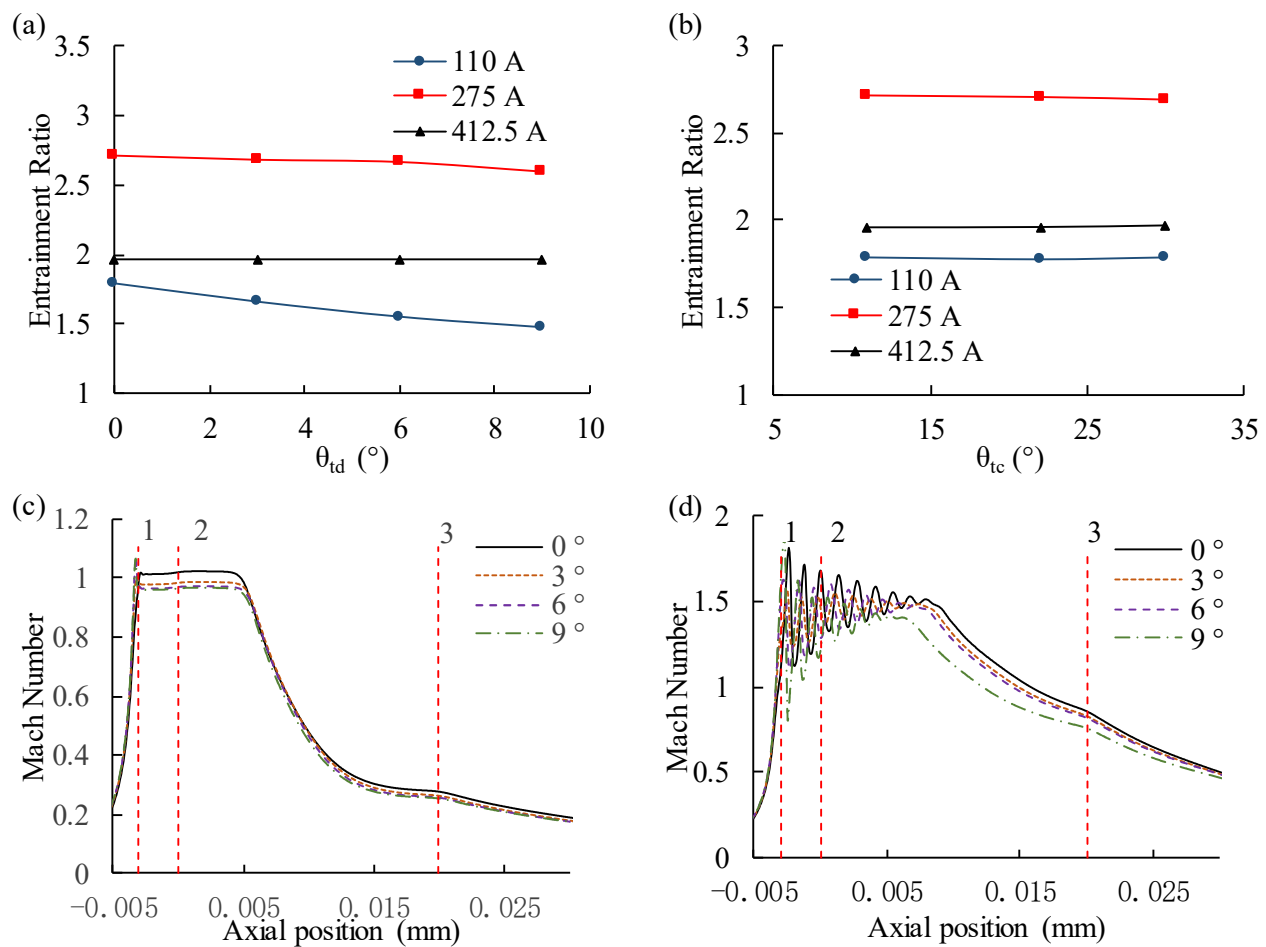 (a)
3.5
3
2.5
2
1.5
1
Entrainment Ratio
110 A
275 A
412.5 A
0 2 4 6 8 10
θtd (°)
(b)
3
2.5
2
1.5
1
Entrainment Ratio
110 A
275 A
412.5 A
5 15 25 35
θtc (°)
(c)
1.2
1
0.8
0.6
0.4
0.2
0
Mach Number
1 2 3
0 °
3 °
6 °
9 °
-0.005 0.005 0.015 0.025
Axial position (mm)
(d)
2
1.5
1
0.5
0
Mach Number
1 2 3
0 °
3 °
6 °
9 °
-0.005 0.005 0.015 0.025
Axial position (mm)